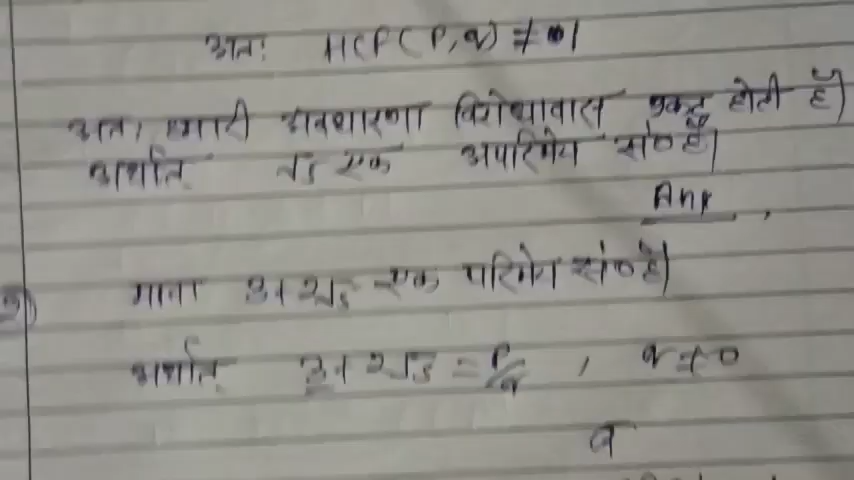 अतः HCF(P, q) ≠ 1
अतः हमारी अवधारणा विरोधावास प्रकट होती है।
अर्थात् √5 एक अपरिमेय सं० है।
Ans
माना 3+2√5 एक परिमेय सं० है।
अर्थात् 3+2√5 = P/q , q ≠ 0